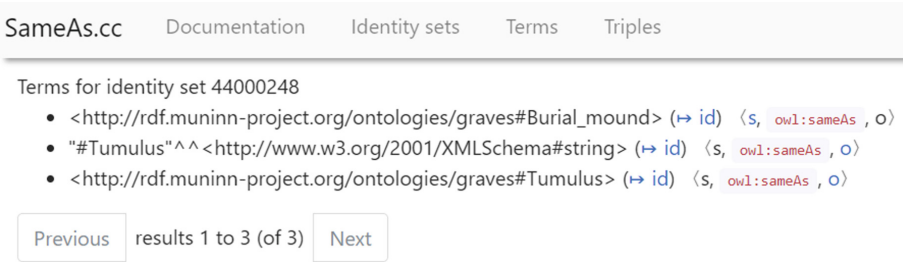 SameAs.cc Documentation Identity sets Terms Triples
Terms for identity set 44000248
• <http://rdf.muninn-project.org/ontologies/graves#Burial_mound> (↦ id) ⟨s, owl:sameAs , o⟩
• "#Tumulus"^^<http://www.w3.org/2001/XMLSchema#string> (↦ id) ⟨s, owl:sameAs , o⟩
• <http://rdf.muninn-project.org/ontologies/graves#Tumulus> (↦ id) ⟨s, owl:sameAs , o⟩
Previous results 1 to 3 (of 3) Next